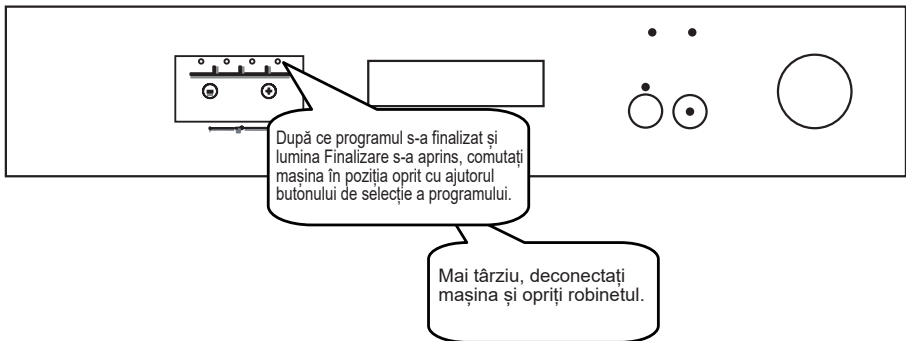 După ce programul s-a finalizat și
lumina Finalizare s-a aprins, comutați
mașina în poziția oprit cu ajutorul
butonului de selecție a programului.
Mai târziu, deconectați
mașina și opriți robinetul.